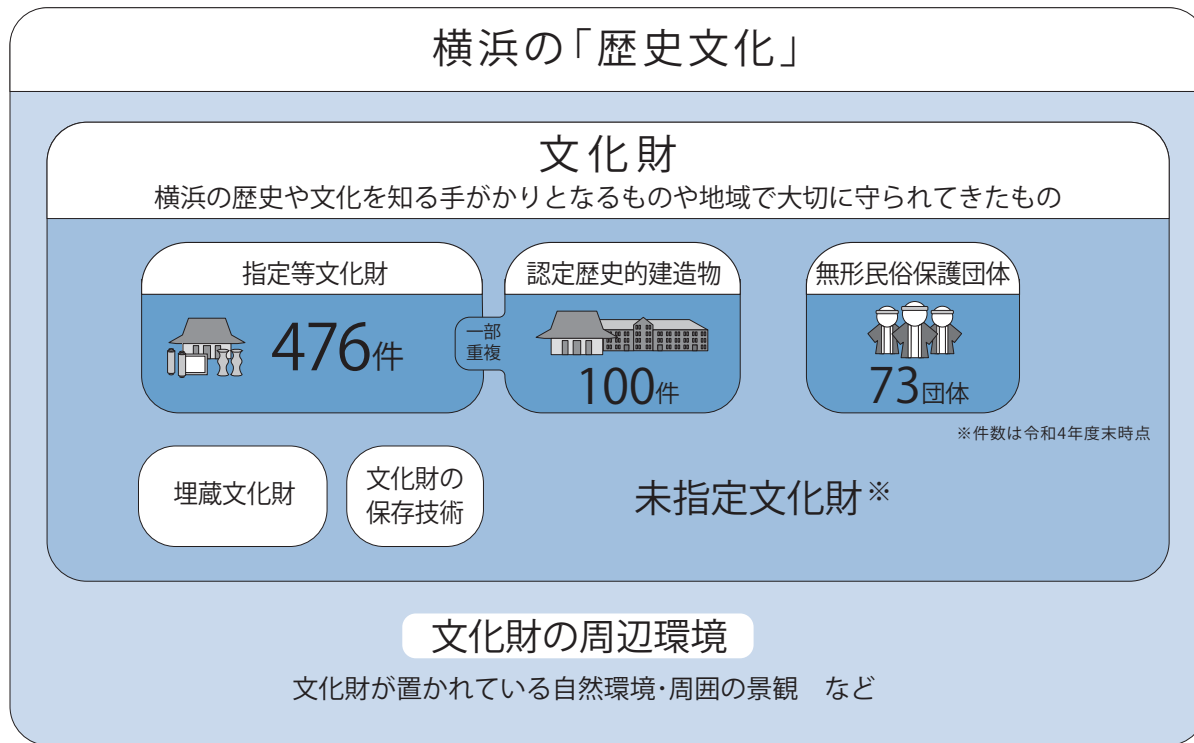 横浜の「歴史文化」
文化財
横浜の歴史や文化を知る手がかりとなるものや地域で大切に守られてきたもの
指定等文化財
476件
一部
重複
認定歴史的建造物
100件
無形民俗保護団体
73団体
※件数は令和4年度末時点
埋蔵文化財
文化財の
保存技術
未指定文化財※
文化財の周辺環境
文化財が置かれている自然環境・周囲の景観　など